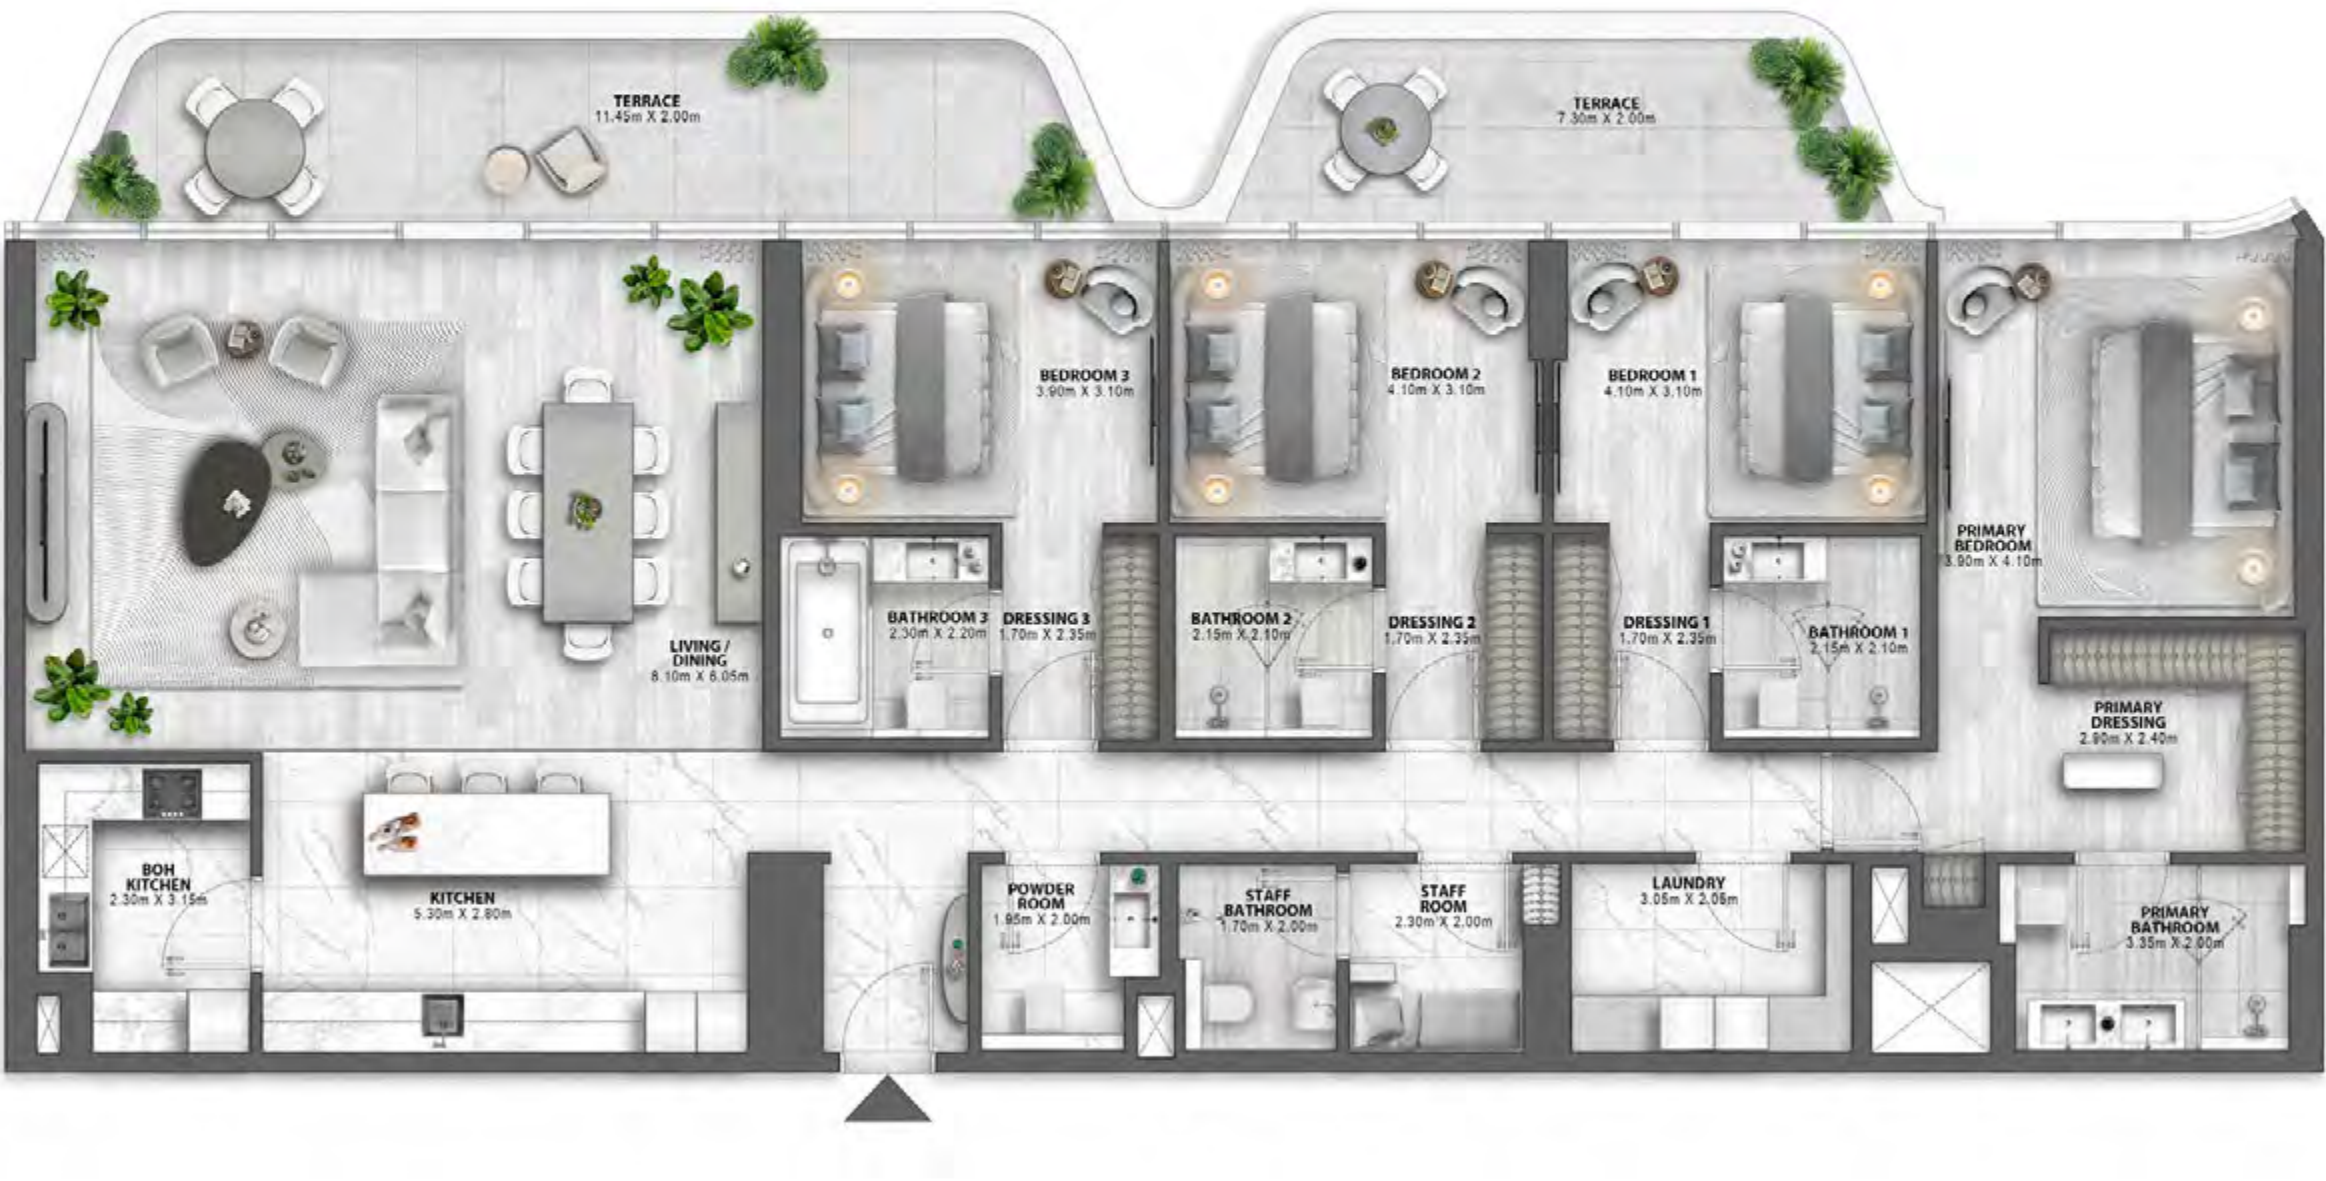 TERRACE
11.45m X 2.00m
TERRACE
7.30m X 2.00m
BEDROOM 3
3.90m X 3.10m
BEDROOM 2
4.10m X 3.10m
BEDROOM 1
4.10m X 3.10m
PRIMARY
BEDROOM
3.90m X 4.10m
LIVING /
DINING
8.10m X 6.05m
BATHROOM 3
2.30m X 2.20m
DRESSING 3
1.70m X 2.35m
BATHROOM 2
2.15m X 2.10m
DRESSING 2
1.70m X 2.35m
DRESSING 1
1.70m X 2.35m
BATHROOM 1
2.15m X 2.10m
PRIMARY
DRESSING
2.90m X 2.40m
BOH
KITCHEN
2.30m X 3.15m
KITCHEN
5.30m X 2.80m
POWDER
ROOM
1.95m X 2.00m
STAFF
BATHROOM
1.70m X 2.00m
STAFF
ROOM
2.30m X 2.00m
LAUNDRY
3.05m X 2.05m
PRIMARY
BATHROOM
3.35m X 2.00m